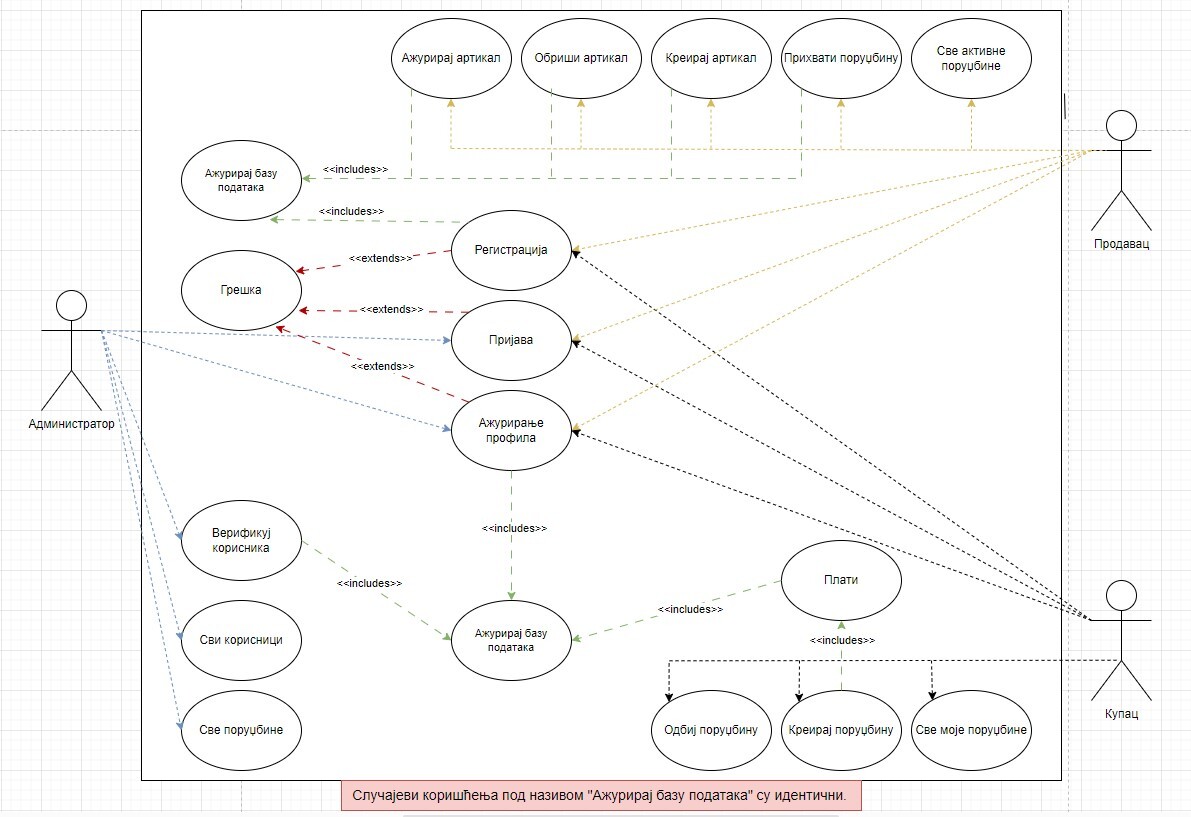 Ажурирај артикал
Обриши артикал
Креирај артикал
Прихвати поруџбину
Све активне
поруџбине
Продавац
<<includes>>
Ажурирај базу
података
<<includes>>
Регистрација
<<extends>>
Грешка
<<extends>>
Пријава
<<extends>>
Администратор
Ажурирање
профила
<<includes>>
Верификуј
корисника
<<includes>>
Плати
<<includes>>
Ажурирај базу
података
Сви корисници
<<includes>>
Купац
Све поруџбине
Одбиј поруџбину
Креирај поруџбину
Све моје поруџбине
Случајеви коришћења под називом "Ажурирај базу података" су идентични.